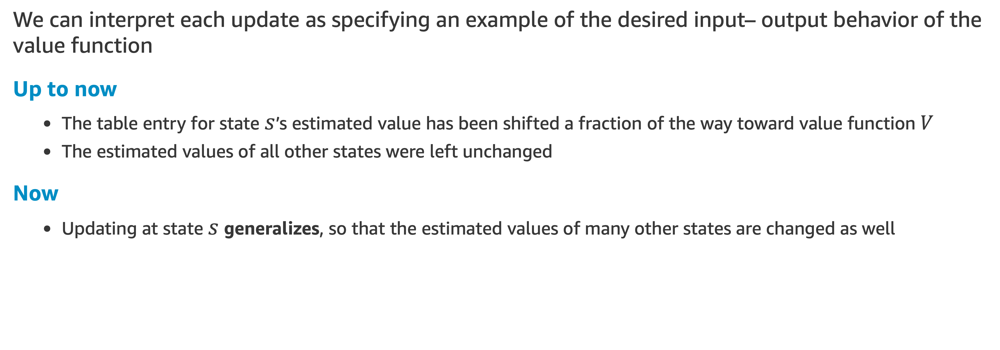 We can interpret each update as specifying an example of the desired input– output behavior of the
value function
Up to now
• The table entry for state s's estimated value has been shifted a fraction of the way toward value function V
• The estimated values of all other states were left unchanged
Now
• Updating at state s generalizes, so that the estimated values of many other states are changed as well